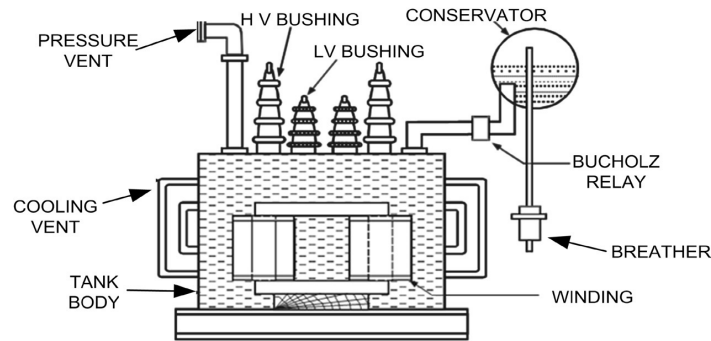 H V BUSHING
CONSERVATOR
PRESSURE
VENT
LV BUSHING
BUCHOLZ
RELAY
COOLING
VENT
BREATHER
TANK
BODY
WINDING